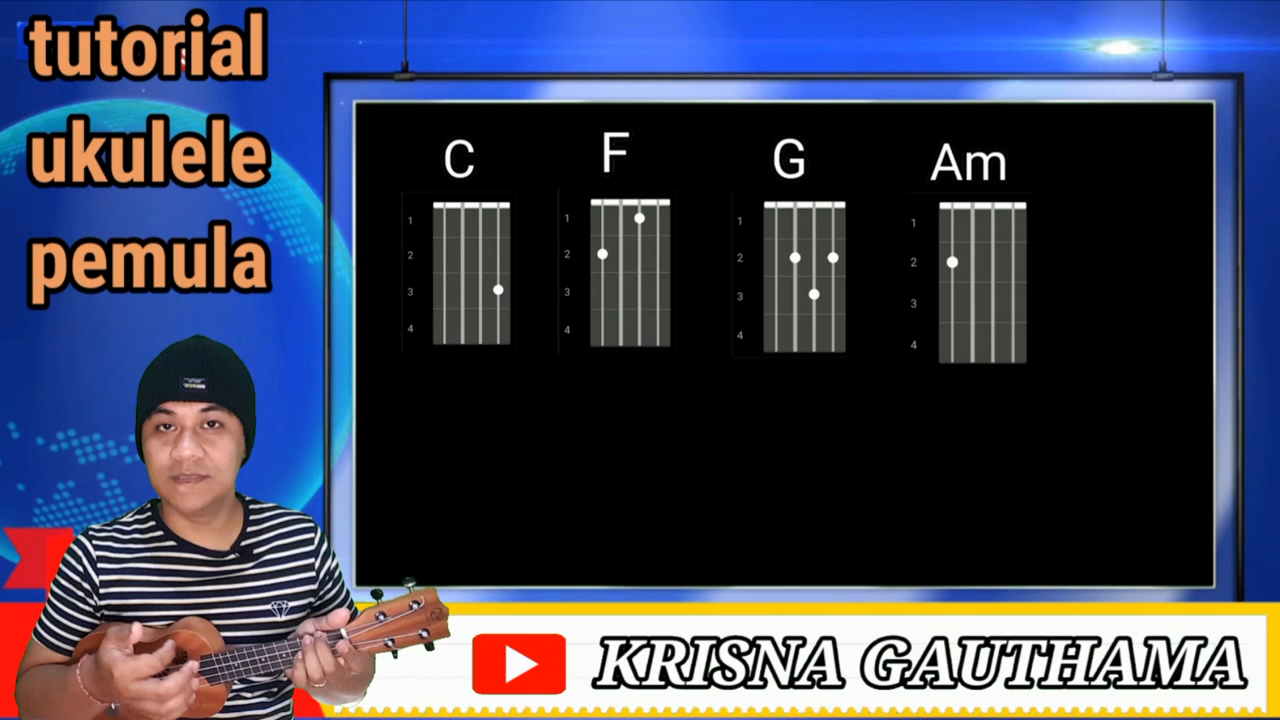 tutorial
ukulele
pemula
C F G Am
1 1 1 1
2 2 2 2
3 3 3 3
4 4 4 4
KRISNA GAUTHAMA